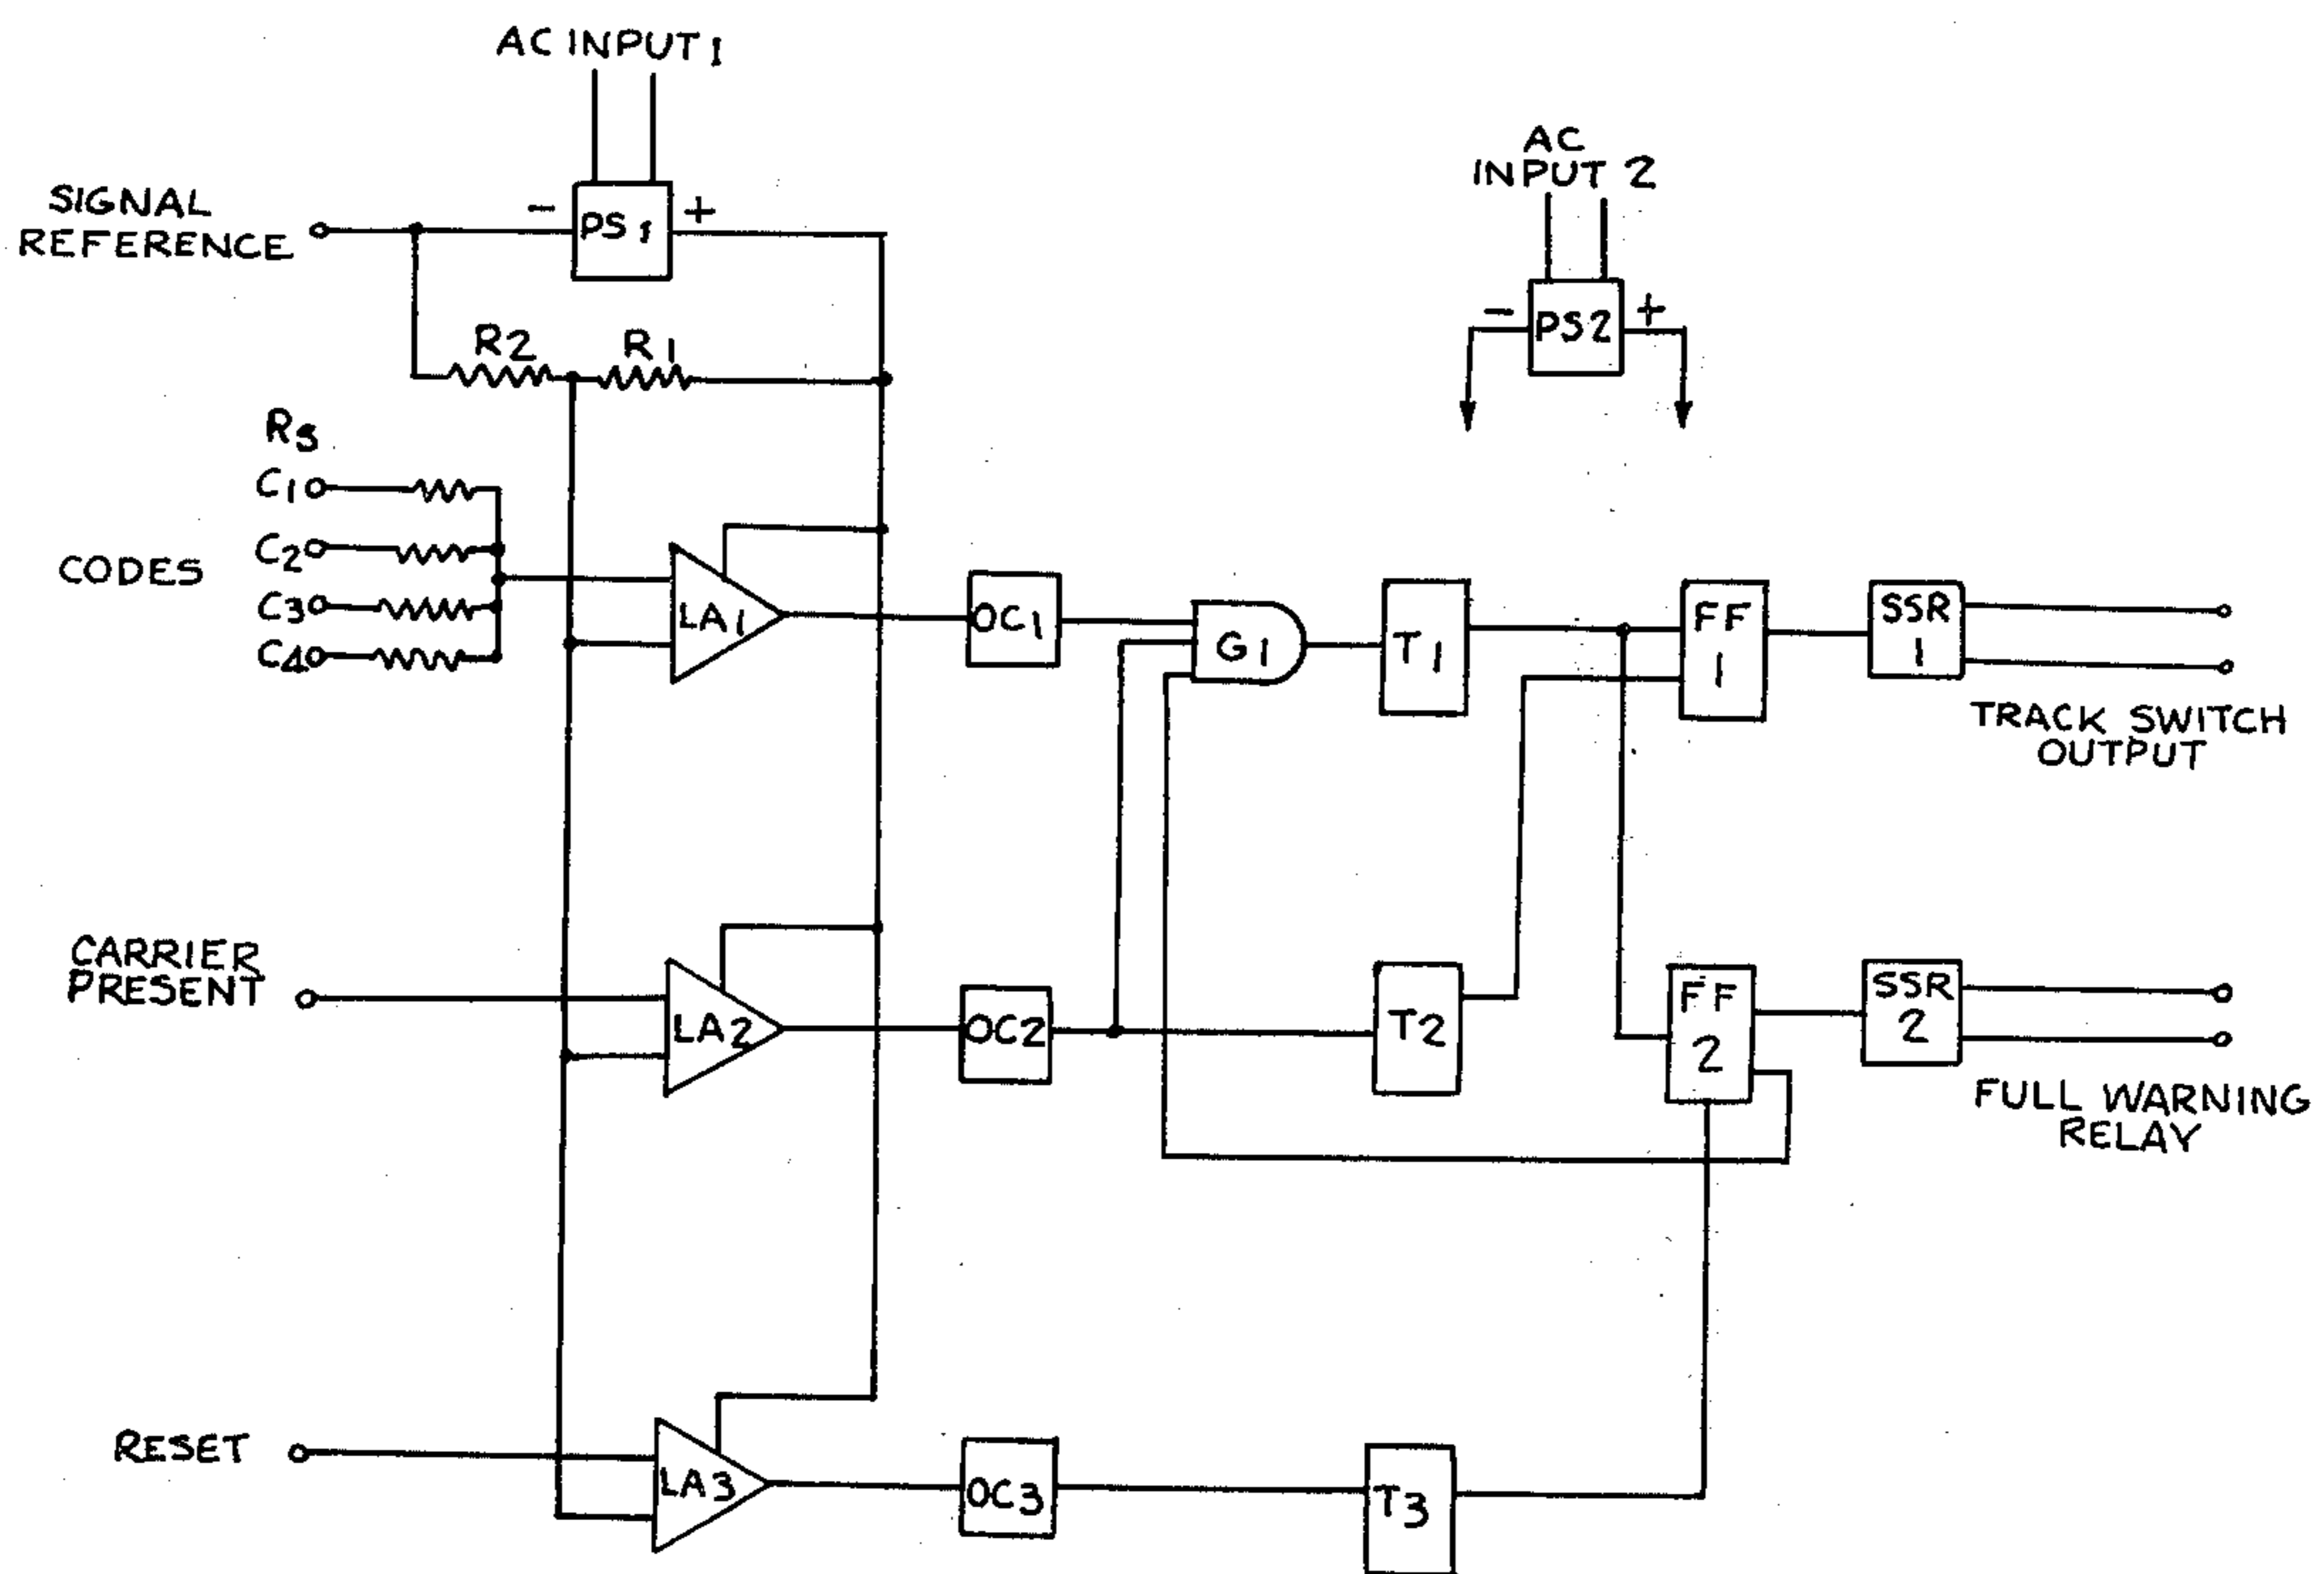 AC INPUT 1
AC
INPUT 2
SIGNAL
REFERENCE
- PS1 +
- PS2 +
R2 R1
RS
C1
C2
C3
C4
CODES
LA1
OC1
G1
T1
FF
1
SSR
1
TRACK SWITCH
OUTPUT
CARRIER
PRESENT
LA2
OC2
T2
FF
2
SSR
2
FULL WARNING
RELAY
RESET
LA3
OC3
T3